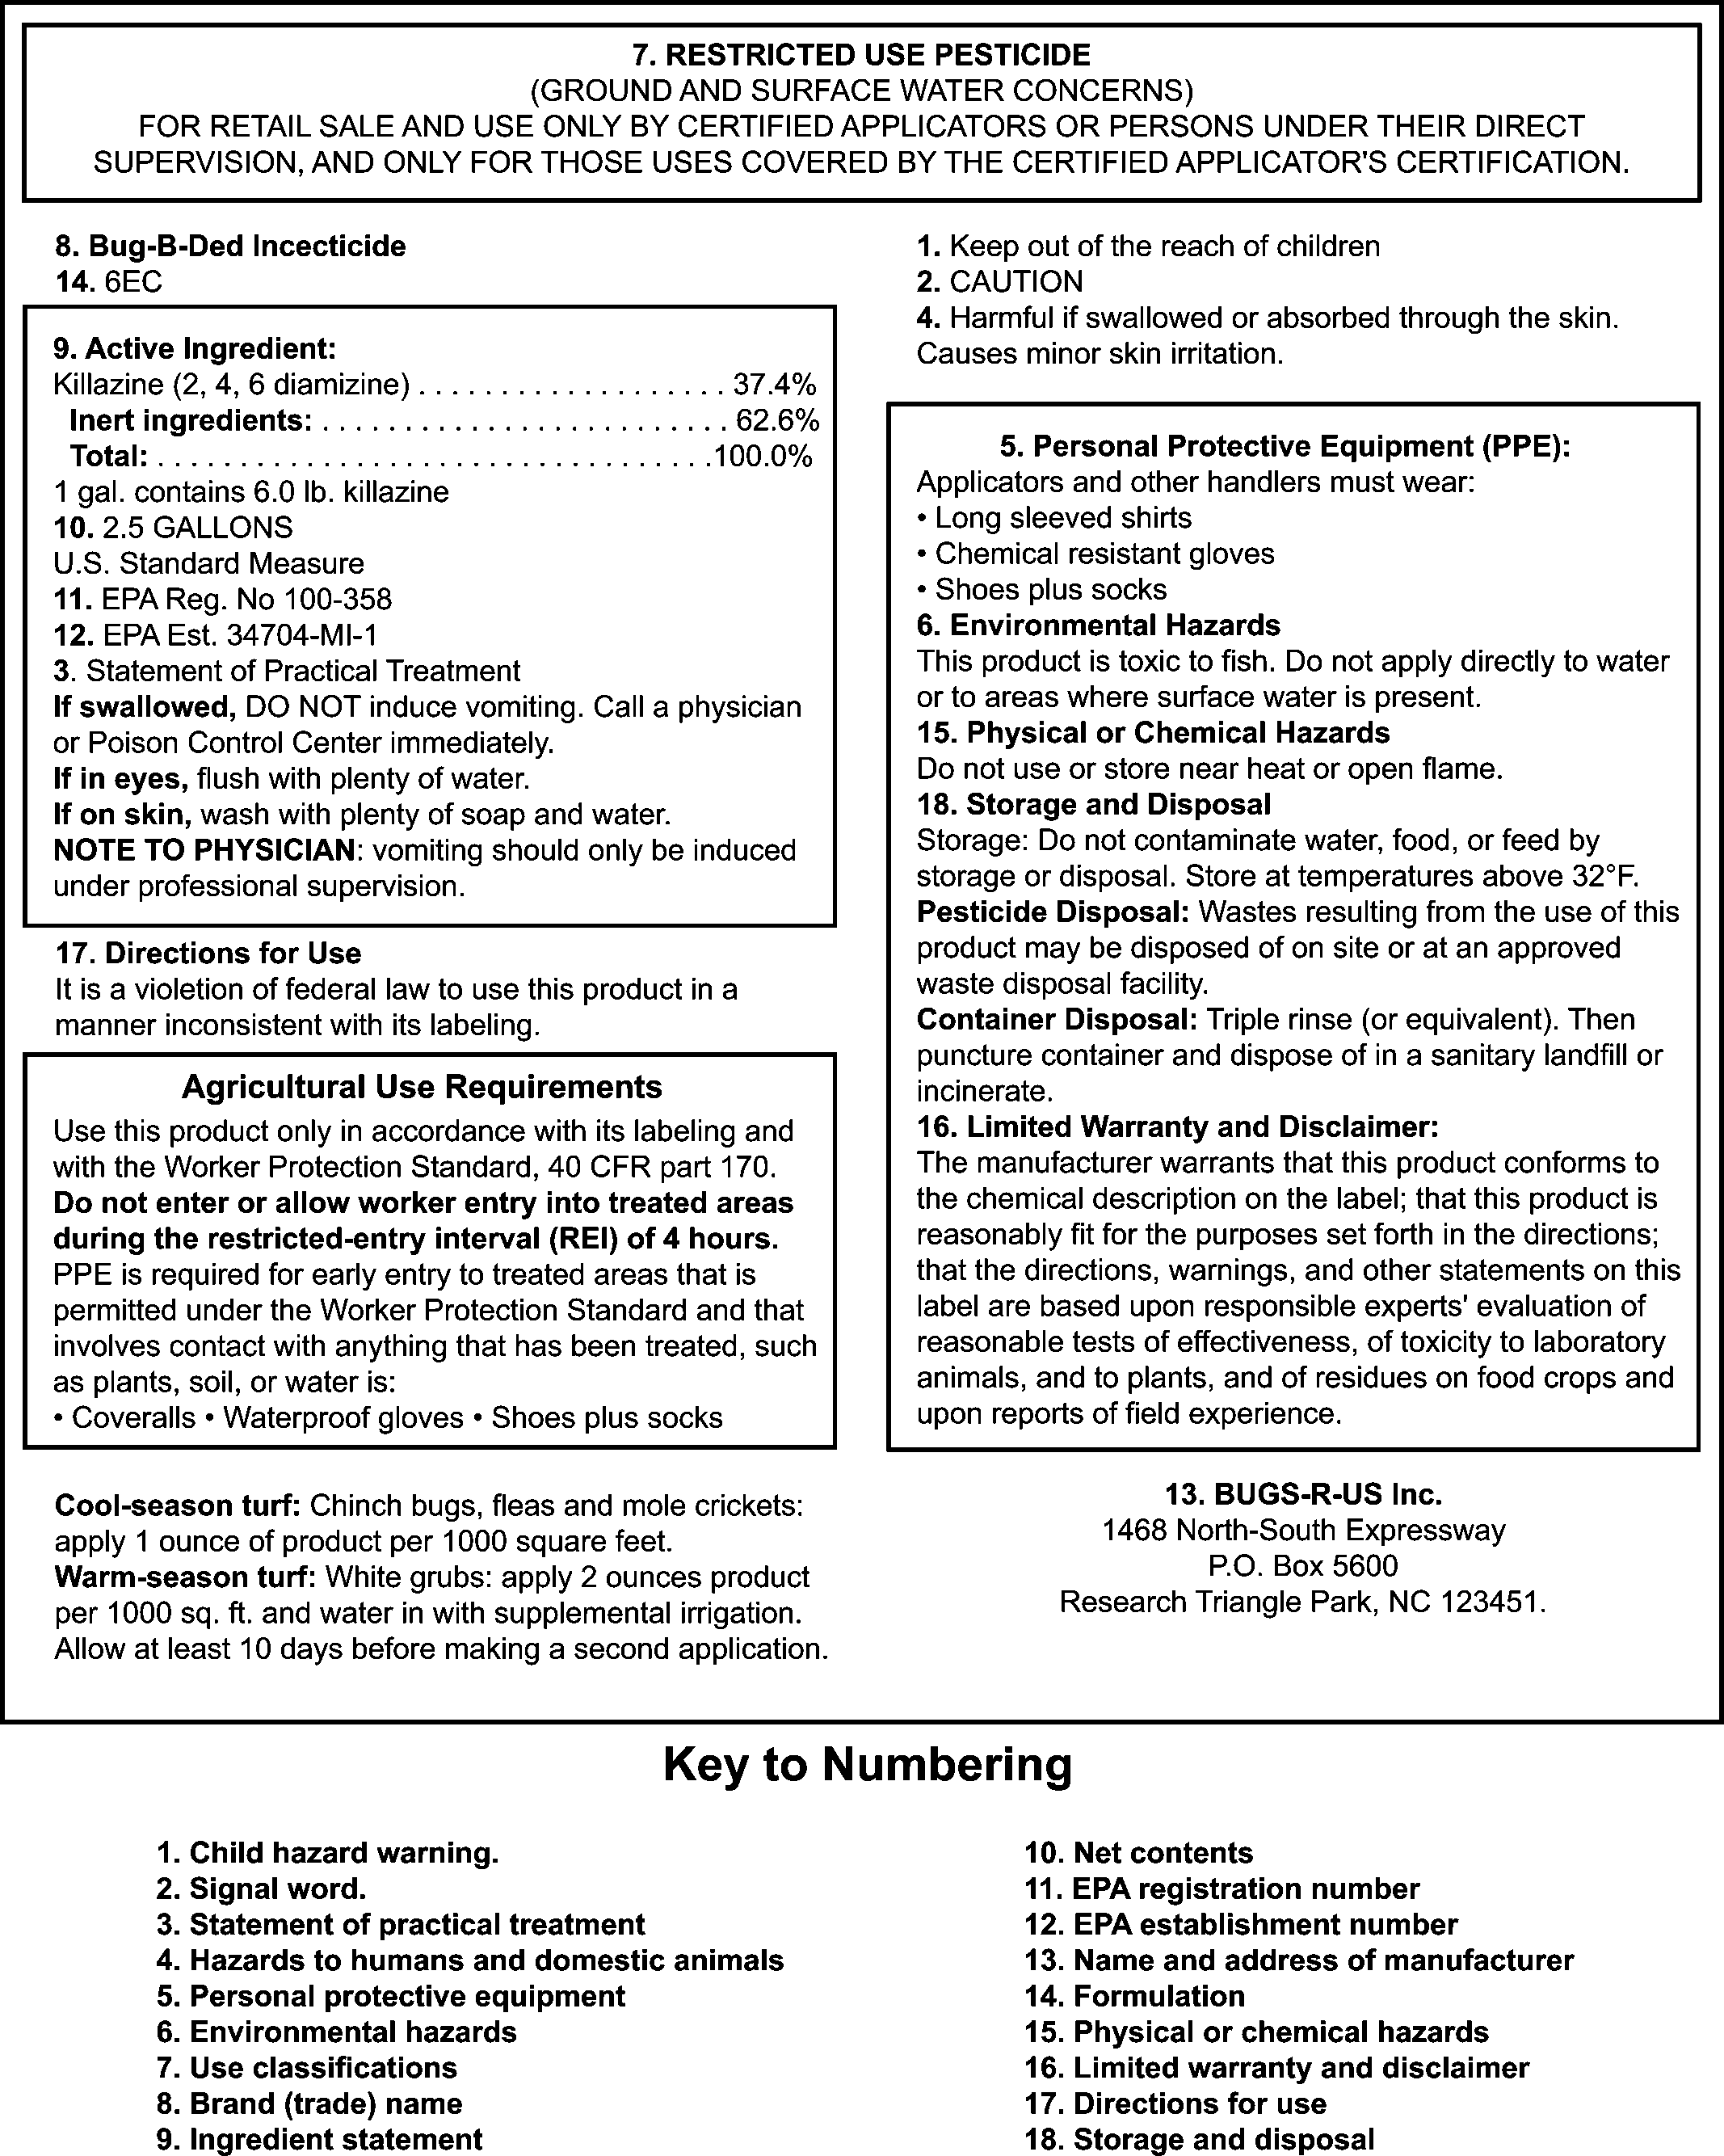 7. RESTRICTED USE PESTICIDE
(GROUND AND SURFACE WATER CONCERNS)
FOR RETAIL SALE AND USE ONLY BY CERTIFIED APPLICATORS OR PERSONS UNDER THEIR DIRECT
SUPERVISION, AND ONLY FOR THOSE USES COVERED BY THE CERTIFIED APPLICATOR'S CERTIFICATION.
8. Bug-B-Ded Incecticide
14. 6EC
9. Active Ingredient:
Killazine (2, 4, 6 diamizine) . . . . . . . . . . . . . . . . . . . 37.4%
Inert ingredients: . . . . . . . . . . . . . . . . . . . . . . . . . 62.6%
Total: . . . . . . . . . . . . . . . . . . . . . . . . . . . . . . . . . .100.0%
1 gal. contains 6.0 lb. killazine
10. 2.5 GALLONS
U.S. Standard Measure
11. EPA Reg. No 100-358
12. EPA Est. 34704-MI-1
3. Statement of Practical Treatment
If swallowed, DO NOT induce vomiting. Call a physician
or Poison Control Center immediately.
If in eyes, flush with plenty of water.
If on skin, wash with plenty of soap and water.
NOTE TO PHYSICIAN: vomiting should only be induced
under professional supervision.
17. Directions for Use
It is a violetion of federal law to use this product in a
manner inconsistent with its labeling.
Agricultural Use Requirements
Use this product only in accordance with its labeling and
with the Worker Protection Standard, 40 CFR part 170.
Do not enter or allow worker entry into treated areas
during the restricted-entry interval (REI) of 4 hours.
PPE is required for early entry to treated areas that is
permitted under the Worker Protection Standard and that
involves contact with anything that has been treated, such
as plants, soil, or water is:
• Coveralls • Waterproof gloves • Shoes plus socks
Cool-season turf: Chinch bugs, fleas and mole crickets:
apply 1 ounce of product per 1000 square feet.
Warm-season turf: White grubs: apply 2 ounces product
per 1000 sq. ft. and water in with supplemental irrigation.
Allow at least 10 days before making a second application.
1. Keep out of the reach of children
2. CAUTION
4. Harmful if swallowed or absorbed through the skin.
Causes minor skin irritation.
5. Personal Protective Equipment (PPE):
Applicators and other handlers must wear:
• Long sleeved shirts
• Chemical resistant gloves
• Shoes plus socks
6. Environmental Hazards
This product is toxic to fish. Do not apply directly to water
or to areas where surface water is present.
15. Physical or Chemical Hazards
Do not use or store near heat or open flame.
18. Storage and Disposal
Storage: Do not contaminate water, food, or feed by
storage or disposal. Store at temperatures above 32°F.
Pesticide Disposal: Wastes resulting from the use of this
product may be disposed of on site or at an approved
waste disposal facility.
Container Disposal: Triple rinse (or equivalent). Then
puncture container and dispose of in a sanitary landfill or
incinerate.
16. Limited Warranty and Disclaimer:
The manufacturer warrants that this product conforms to
the chemical description on the label; that this product is
reasonably fit for the purposes set forth in the directions;
that the directions, warnings, and other statements on this
label are based upon responsible experts' evaluation of
reasonable tests of effectiveness, of toxicity to laboratory
animals, and to plants, and of residues on food crops and
upon reports of field experience.
13. BUGS-R-US Inc.
1468 North-South Expressway
P.O. Box 5600
Research Triangle Park, NC 123451.
Key to Numbering
1. Child hazard warning.
2. Signal word.
3. Statement of practical treatment
4. Hazards to humans and domestic animals
5. Personal protective equipment
6. Environmental hazards
7. Use classifications
8. Brand (trade) name
9. Ingredient statement
10. Net contents
11. EPA registration number
12. EPA establishment number
13. Name and address of manufacturer
14. Formulation
15. Physical or chemical hazards
16. Limited warranty and disclaimer
17. Directions for use
18. Storage and disposal